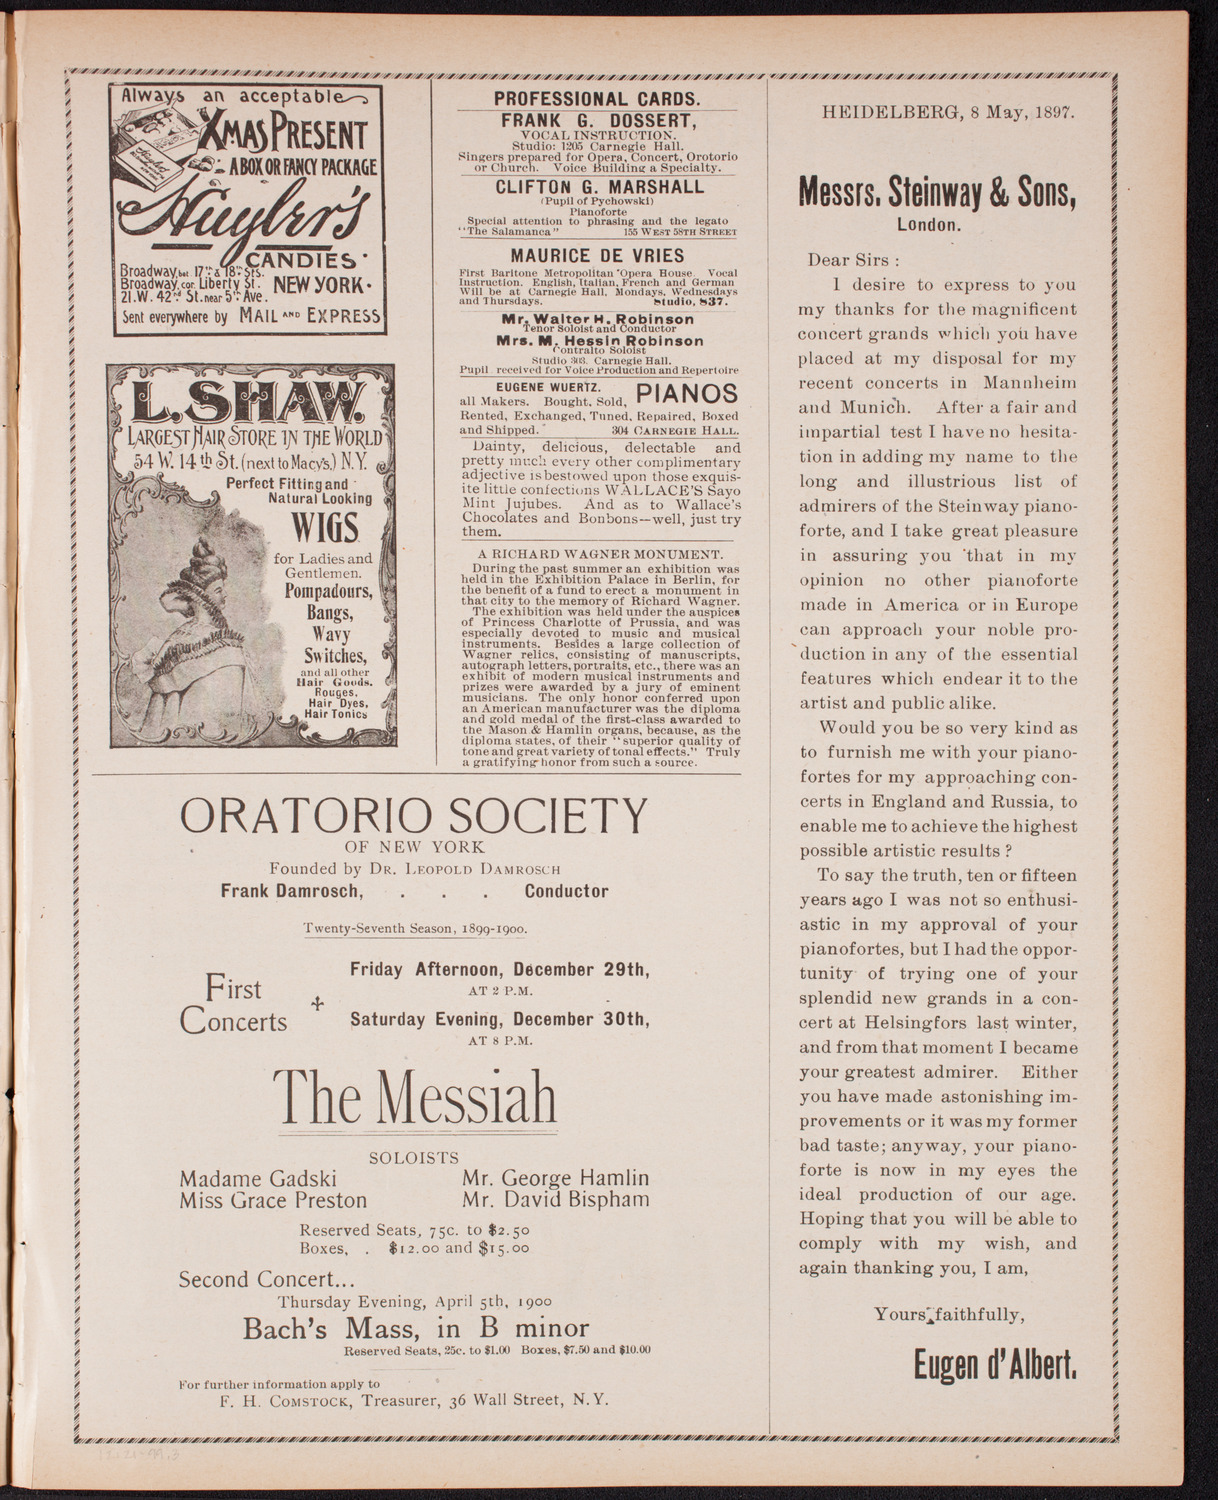 Always an acceptable
XMAS PRESENT
A BOX OR FANCY PACKAGE
Huyler's
CANDIES
Broadway, bet. 17th & 18th Sts.
Broadway, cor. Liberty St.
21. W. 42nd St. near 5th Ave.
NEW YORK.
Sent everywhere by MAIL AND EXPRESS
L. SHAW.
LARGEST HAIR STORE IN THE WORLD
54 W. 14th St. (next to Macy's,) N.Y.
Perfect Fitting and
Natural Looking
WIGS
for Ladies and
Gentlemen.
Pompadours,
Bangs,
Wavy
Switches,
and all other
Hair Goods.
Rouges,
Hair Dyes,
Hair Tonics
PROFESSIONAL CARDS.
FRANK G. DOSSERT,
VOCAL INSTRUCTION.
Studio: 1205 Carnegie Hall.
Singers prepared for Opera, Concert, Orotorio
or Church. Voice Building a Specialty.
CLIFTON G. MARSHALL
(Pupil of Pychowski)
Pianoforte
Special attention to phrasing and the legato
"The Salamanca" 155 WEST 58TH STREET
MAURICE DE VRIES
First Baritone Metropolitan Opera House. Vocal
Instruction. English, Italian, French and German
Will be at Carnegie Hall, Mondays, Wednesdays
and Thursdays. Studio, 837.
Mr. Walter H. Robinson
Tenor Soloist and Conductor
Mrs. M. Hessin Robinson
Contralto Soloist
Studio 303, Carnegie Hall.
Pupil received for Voice Production and Repertoire
EUGENE WUERTZ. PIANOS
all Makers. Bought, Sold,
Rented, Exchanged, Tuned, Repaired, Boxed
and Shipped. 304 CARNEGIE HALL.
Dainty, delicious, delectable and
pretty much every other complimentary
adjective is bestowed upon those exquis-
ite little confections WALLACE'S Sayo
Mint Jujubes. And as to Wallace's
Chocolates and Bonbons—well, just try
them.
A RICHARD WAGNER MONUMENT.
During the past summer an exhibition was
held in the Exhibition Palace in Berlin, for
the benefit of a fund to erect a monument in
that city to the memory of Richard Wagner.
The exhibition was held under the auspices
of Princess Charlotte of Prussia, and was
especially devoted to music and musical
instruments. Besides a large collection of
Wagner relics, consisting of manuscripts,
autograph letters, portraits, etc., there was an
exhibit of modern musical instruments and
prizes were awarded by a jury of eminent
musicians. The only honor conferred upon
an American manufacturer was the diploma
and gold medal of the first-class awarded to
the Mason & Hamlin organs, because, as the
diploma states, of their "superior quality of
tone and great variety of tonal effects." Truly
a gratifying honor from such a source.
ORATORIO SOCIETY
OF NEW YORK
Founded by DR. LEOPOLD DAMROSCH
Frank Damrosch, . . . Conductor
Twenty-Seventh Season, 1899-1900.
First
Concerts
Friday Afternoon, December 29th,
AT 2 P.M.
Saturday Evening, December 30th,
AT 8 P.M.
The Messiah
SOLOISTS
Madame Gadski Mr. George Hamlin
Miss Grace Preston Mr. David Bispham
Reserved Seats, 75c. to $2.50
Boxes, . $12.00 and $15.00
Second Concert...
Thursday Evening, April 5th, 1900
Bach's Mass, in B minor
Reserved Seats, 25c. to $1.00 Boxes, $7.50 and $10.00
For further information apply to
F. H. COMSTOCK, Treasurer, 36 Wall Street, N.Y.
HEIDELBERG, 8 May, 1897.
Messrs. Steinway & Sons,
London.
Dear Sirs :
I desire to express to you
my thanks for the magnificent
concert grands which you have
placed at my disposal for my
recent concerts in Mannheim
and Munich. After a fair and
impartial test I have no hesita-
tion in adding my name to the
long and illustrious list of
admirers of the Steinway piano-
forte, and I take great pleasure
in assuring you that in my
opinion no other pianoforte
made in America or in Europe
can approach your noble pro-
duction in any of the essential
features which endear it to the
artist and public alike.
Would you be so very kind as
to furnish me with your piano-
fortes for my approaching con-
certs in England and Russia, to
enable me to achieve the highest
possible artistic results ?
To say the truth, ten or fifteen
years ago I was not so enthusi-
astic in my approval of your
pianofortes, but I had the oppor-
tunity of trying one of your
splendid new grands in a con-
cert at Helsingfors last winter,
and from that moment I became
your greatest admirer. Either
you have made astonishing im-
provements or it was my former
bad taste; anyway, your piano-
forte is now in my eyes the
ideal production of our age.
Hoping that you will be able to
comply with my wish, and
again thanking you, I am,
Yours faithfully,
Eugen d'Albert.